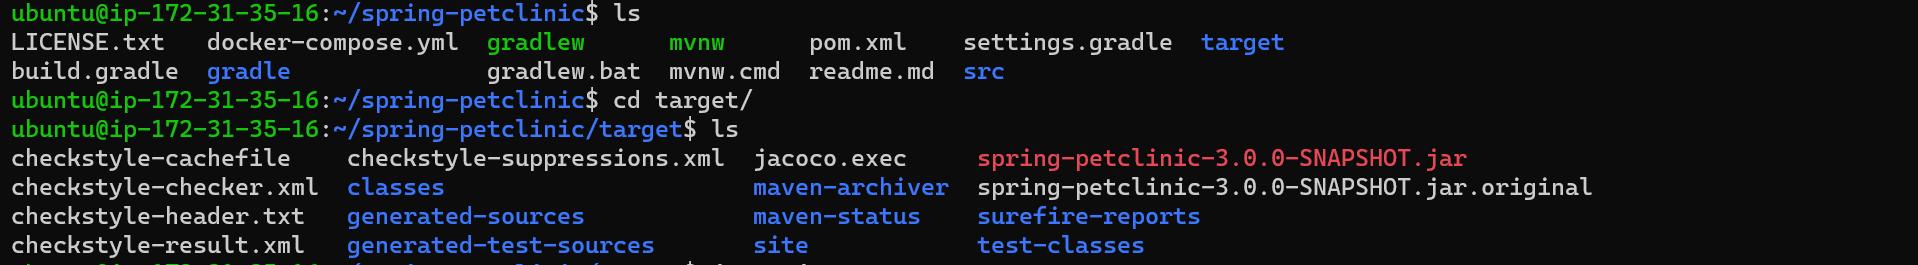 ubuntu@ip-172-31-35-16:~/spring-petclinic$ ls
LICENSE.txt   docker-compose.yml  gradlew      mvnw      pom.xml    settings.gradle  target
build.gradle  gradle              gradlew.bat  mvnw.cmd  readme.md  src
ubuntu@ip-172-31-35-16:~/spring-petclinic$ cd target/
ubuntu@ip-172-31-35-16:~/spring-petclinic/target$ ls
checkstyle-cachefile    checkstyle-suppressions.xml  jacoco.exec     spring-petclinic-3.0.0-SNAPSHOT.jar
checkstyle-checker.xml  classes                      maven-archiver  spring-petclinic-3.0.0-SNAPSHOT.jar.original
checkstyle-header.txt   generated-sources            maven-status    surefire-reports
checkstyle-result.xml   generated-test-sources       site            test-classes